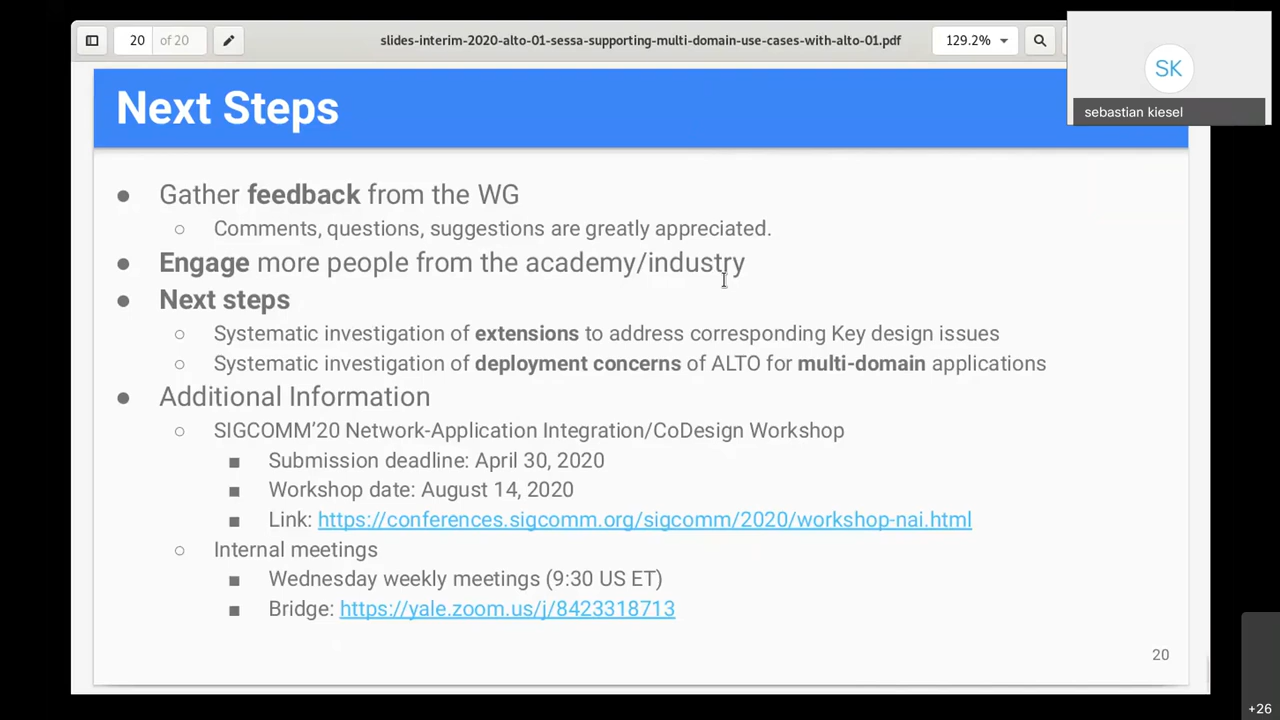 20 of 20
slides-interim-2020-alto-01-sessa-supporting-multi-domain-use-cases-with-alto-01.pdf
129.2%
SK
sebastian kiesel
Next Steps
Gather feedback from the WG
Comments, questions, suggestions are greatly appreciated.
Engage more people from the academy/industry
Next steps
Systematic investigation of extensions to address corresponding Key design issues
Systematic investigation of deployment concerns of ALTO for multi-domain applications
Additional Information
SIGCOMM’20 Network-Application Integration/CoDesign Workshop
Submission deadline: April 30, 2020
Workshop date: August 14, 2020
Link: https://conferences.sigcomm.org/sigcomm/2020/workshop-nai.html
Internal meetings
Wednesday weekly meetings (9:30 US ET)
Bridge: https://yale.zoom.us/j/8423318713
20
+26